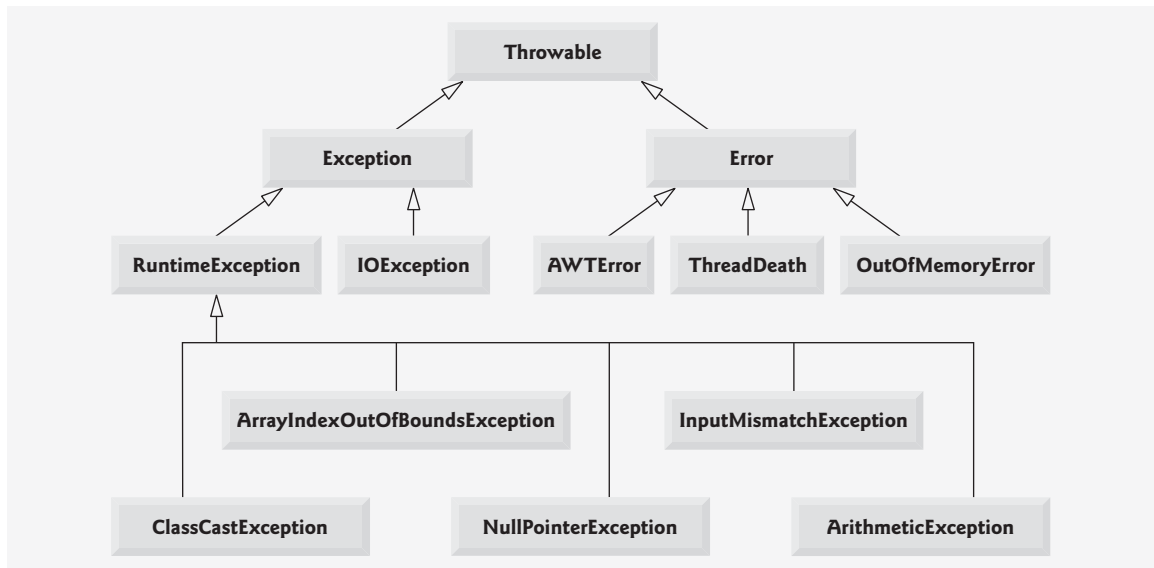 Throwable
Exception
Error
RuntimeException
IOException
AWTError
ThreadDeath
OutOfMemoryError
ArrayIndexOutOfBoundsException
InputMismatchException
ClassCastException
NullPointerException
ArithmeticException